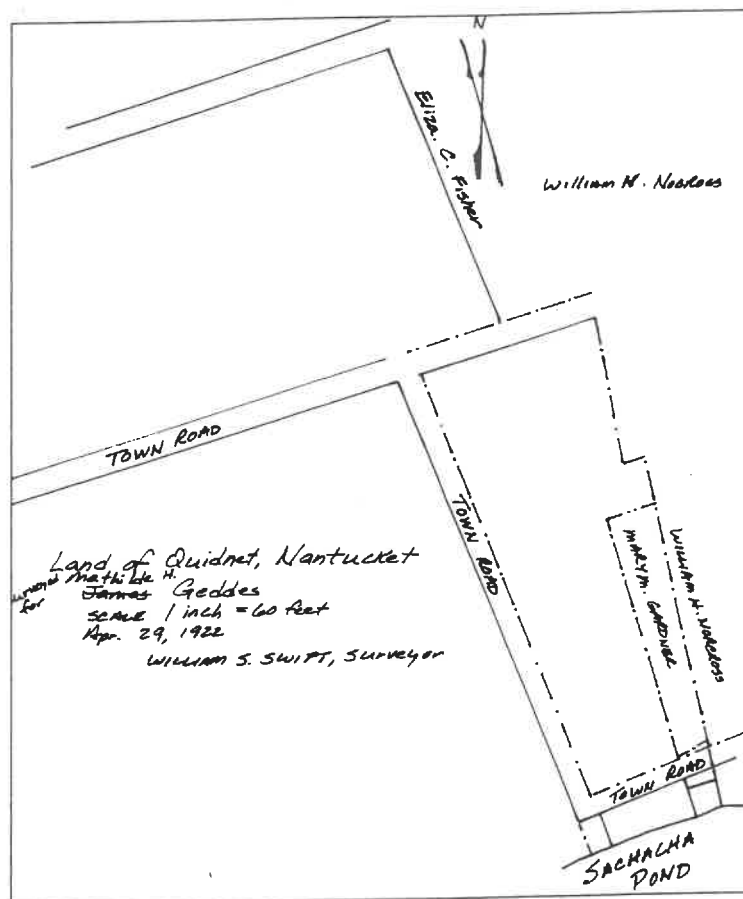 N
Eliza. C. Fisher
William H. Norcross
TOWN ROAD
TOWN ROAD
Land of Quidnet, Nantucket
Mathilde H.
for James Geddes
SCALE 1 inch = 60 feet
Apr. 29, 1922
WILLIAM S. SWIFT, Surveyor
MARY M. GARDNER
WILLIAM H. NORCROSS
TOWN ROAD
SACHACHA
POND